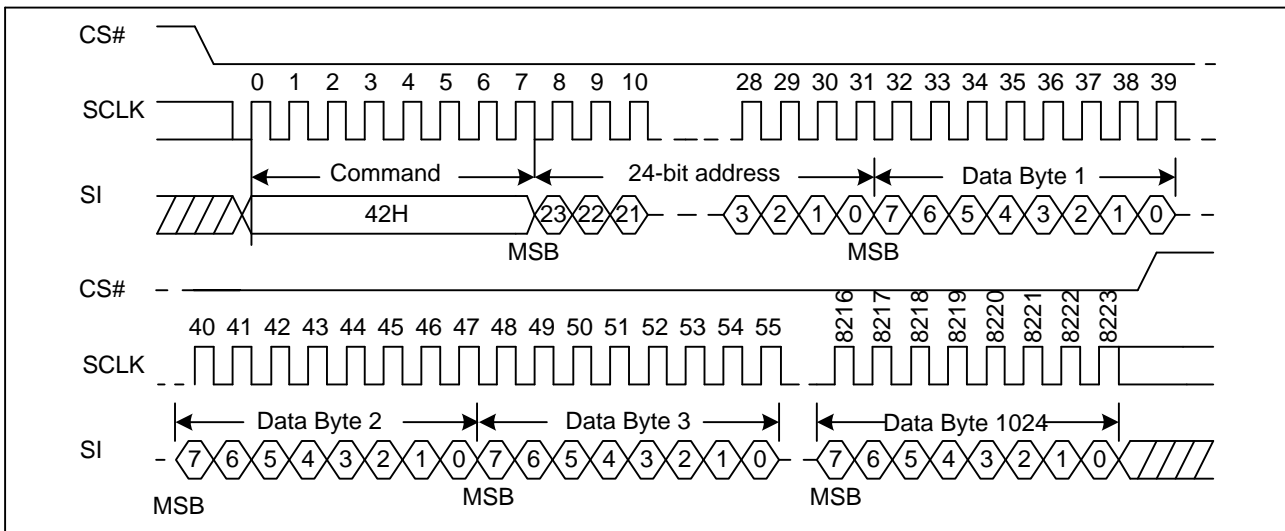 CS#
0 1 2 3 4 5 6 7 8 9 10 28 29 30 31 32 33 34 35 36 37 38 39
SCLK
Command 24-bit address Data Byte 1
SI
42H 23 22 21 3 2 1 0 7 6 5 4 3 2 1 0
MSB MSB
CS#
40 41 42 43 44 45 46 47 48 49 50 51 52 53 54 55 8216 8217 8218 8219 8220 8221 8222 8223
SCLK
Data Byte 2 Data Byte 3 Data Byte 1024
SI
7 6 5 4 3 2 1 0 7 6 5 4 3 2 1 0 7 6 5 4 3 2 1 0
MSB MSB MSB